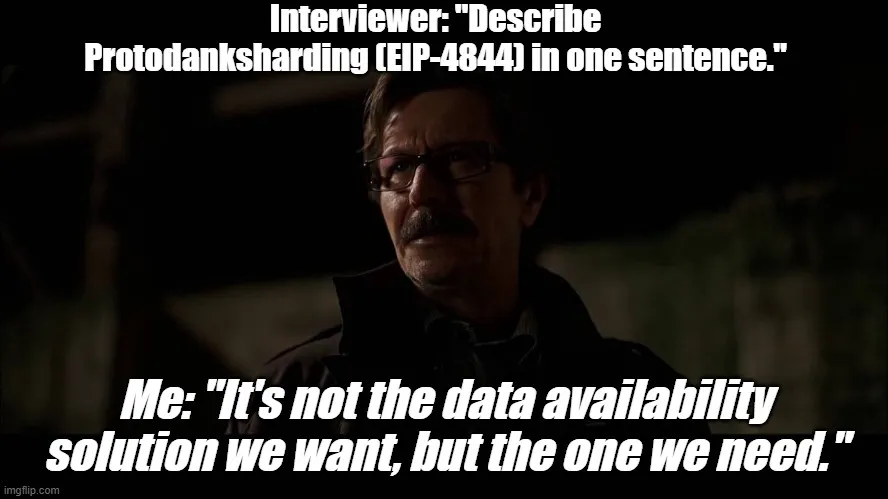 Interviewer: "Describe
Protodanksharding (EIP-4844) in one sentence."
Me: "It's not the data availability
solution we want, but the one we need."
imgflip.com